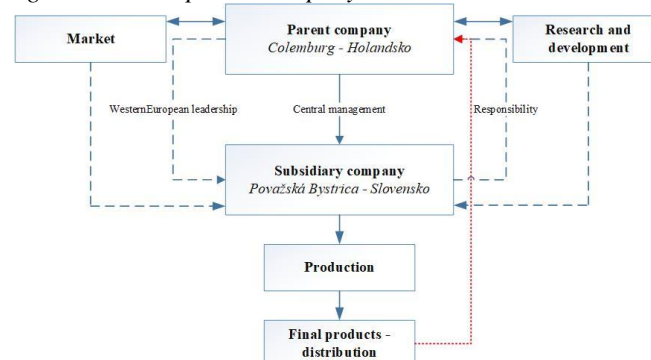 Market
Parent company
Colemburg - Holandsko
Research and
development
WesternEuropean leadership
Central management
Responsibility
Subsidiary company
Považská Bystrica - Slovensko
Production
Final products -
distribution